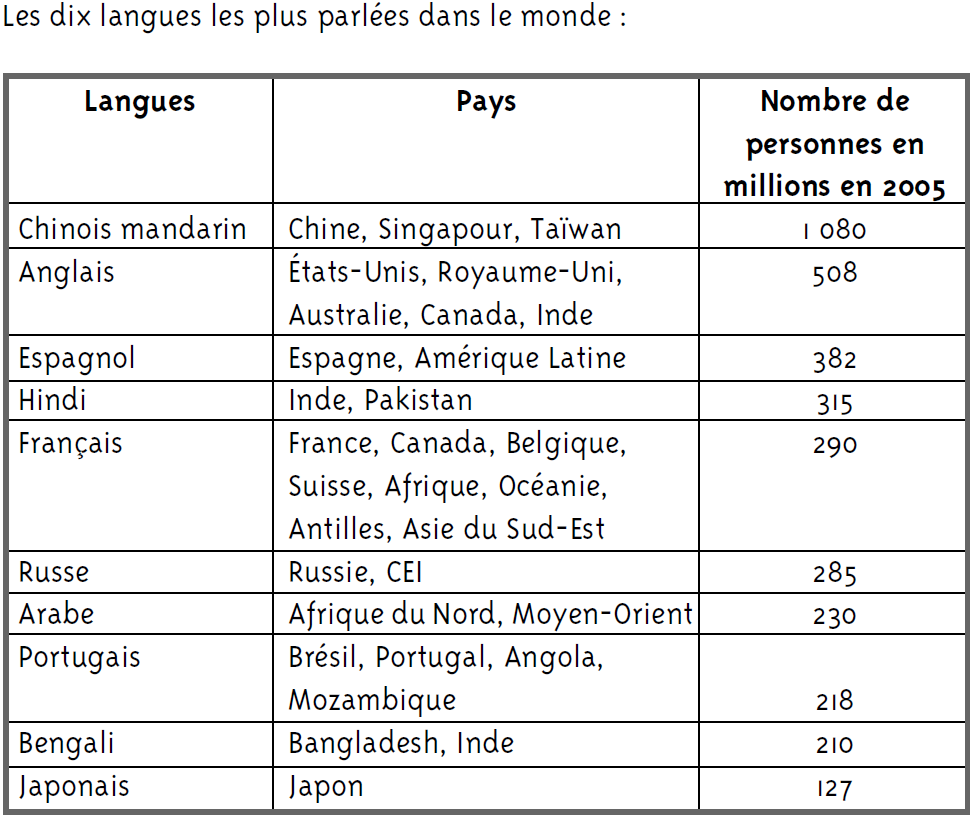 Les dix langues les plus parlées dans le monde :
Langues Pays Nombre de
personnes en
millions en 2005
Chinois mandarin Chine, Singapour, Taïwan 1 080
Anglais États-Unis, Royaume-Uni, 508
Australie, Canada, Inde
Espagnol Espagne, Amérique Latine 382
Hindi Inde, Pakistan 315
Français France, Canada, Belgique, 290
Suisse, Afrique, Océanie,
Antilles, Asie du Sud-Est
Russe Russie, CEI 285
Arabe Afrique du Nord, Moyen-Orient 230
Portugais Brésil, Portugal, Angola,
Mozambique 218
Bengali Bangladesh, Inde 210
Japonais Japon 127